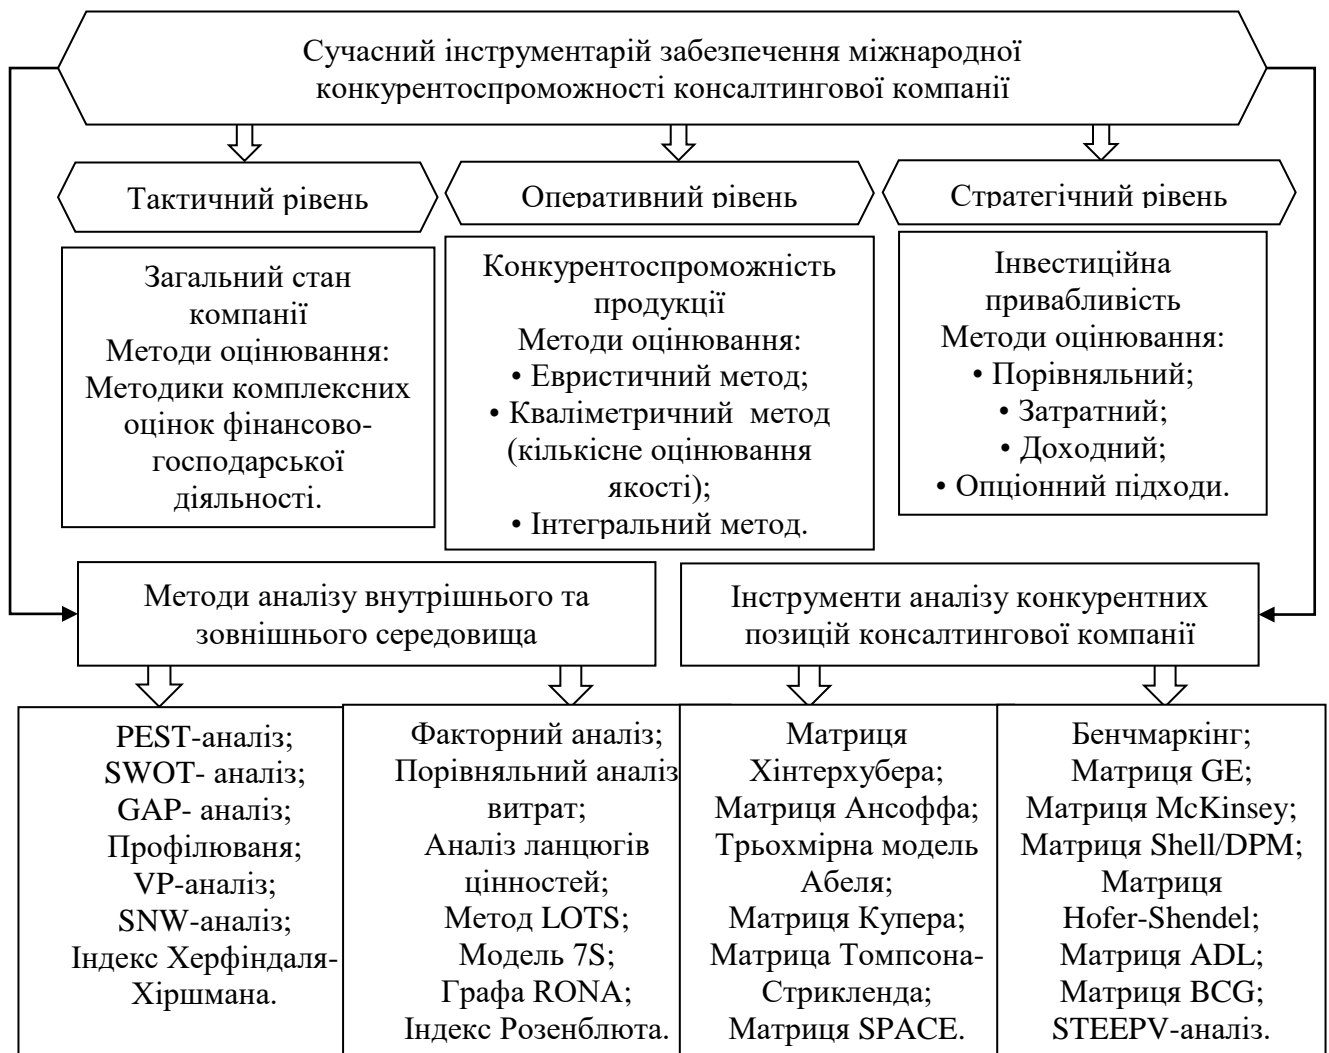 Сучасний інструментарій забезпечення міжнародної
конкурентоспроможності консалтингової компанії
Тактичний рівень
Оперативний рівень
Стратегічний рівень
Загальний стан
компанії
Методи оцінювання:
Методики комплексних
оцінок фінансово-
господарської
діяльності.
Конкурентоспроможність
продукції
Методи оцінювання:
• Евристичний метод;
• Кваліметричний метод
(кількісне оцінювання
якості);
• Інтегральний метод.
Інвестиційна
привабливість
Методи оцінювання:
• Порівняльний;
• Затратний;
• Доходний;
• Опціонний підходи.
Методи аналізу внутрішнього та
зовнішнього середовища
Інструменти аналізу конкурентних
позицій консалтингової компанії
PEST-аналіз;
SWOT- аналіз;
GAP- аналіз;
Профілюваня;
VP-аналіз;
SNW-аналіз;
Індекс Херфіндаля-
Хіршмана.
Факторний аналіз;
Порівняльний аналіз
витрат;
Аналіз ланцюгів
цінностей;
Метод LOTS;
Модель 7S;
Графа RONA;
Індекс Розенблюта.
Матриця
Хінтерхубера;
Матриця Ансоффа;
Трьохмірна модель
Абеля;
Матриця Купера;
Матрица Томпсона-
Стрикленда;
Матриця SPACE.
Бенчмаркінг;
Матриця GE;
Матриця McKinsey;
Матриця Shell/DPM;
Матриця
Hofer-Shendel;
Матриця ADL;
Матриця BCG;
STEEPV-аналіз.